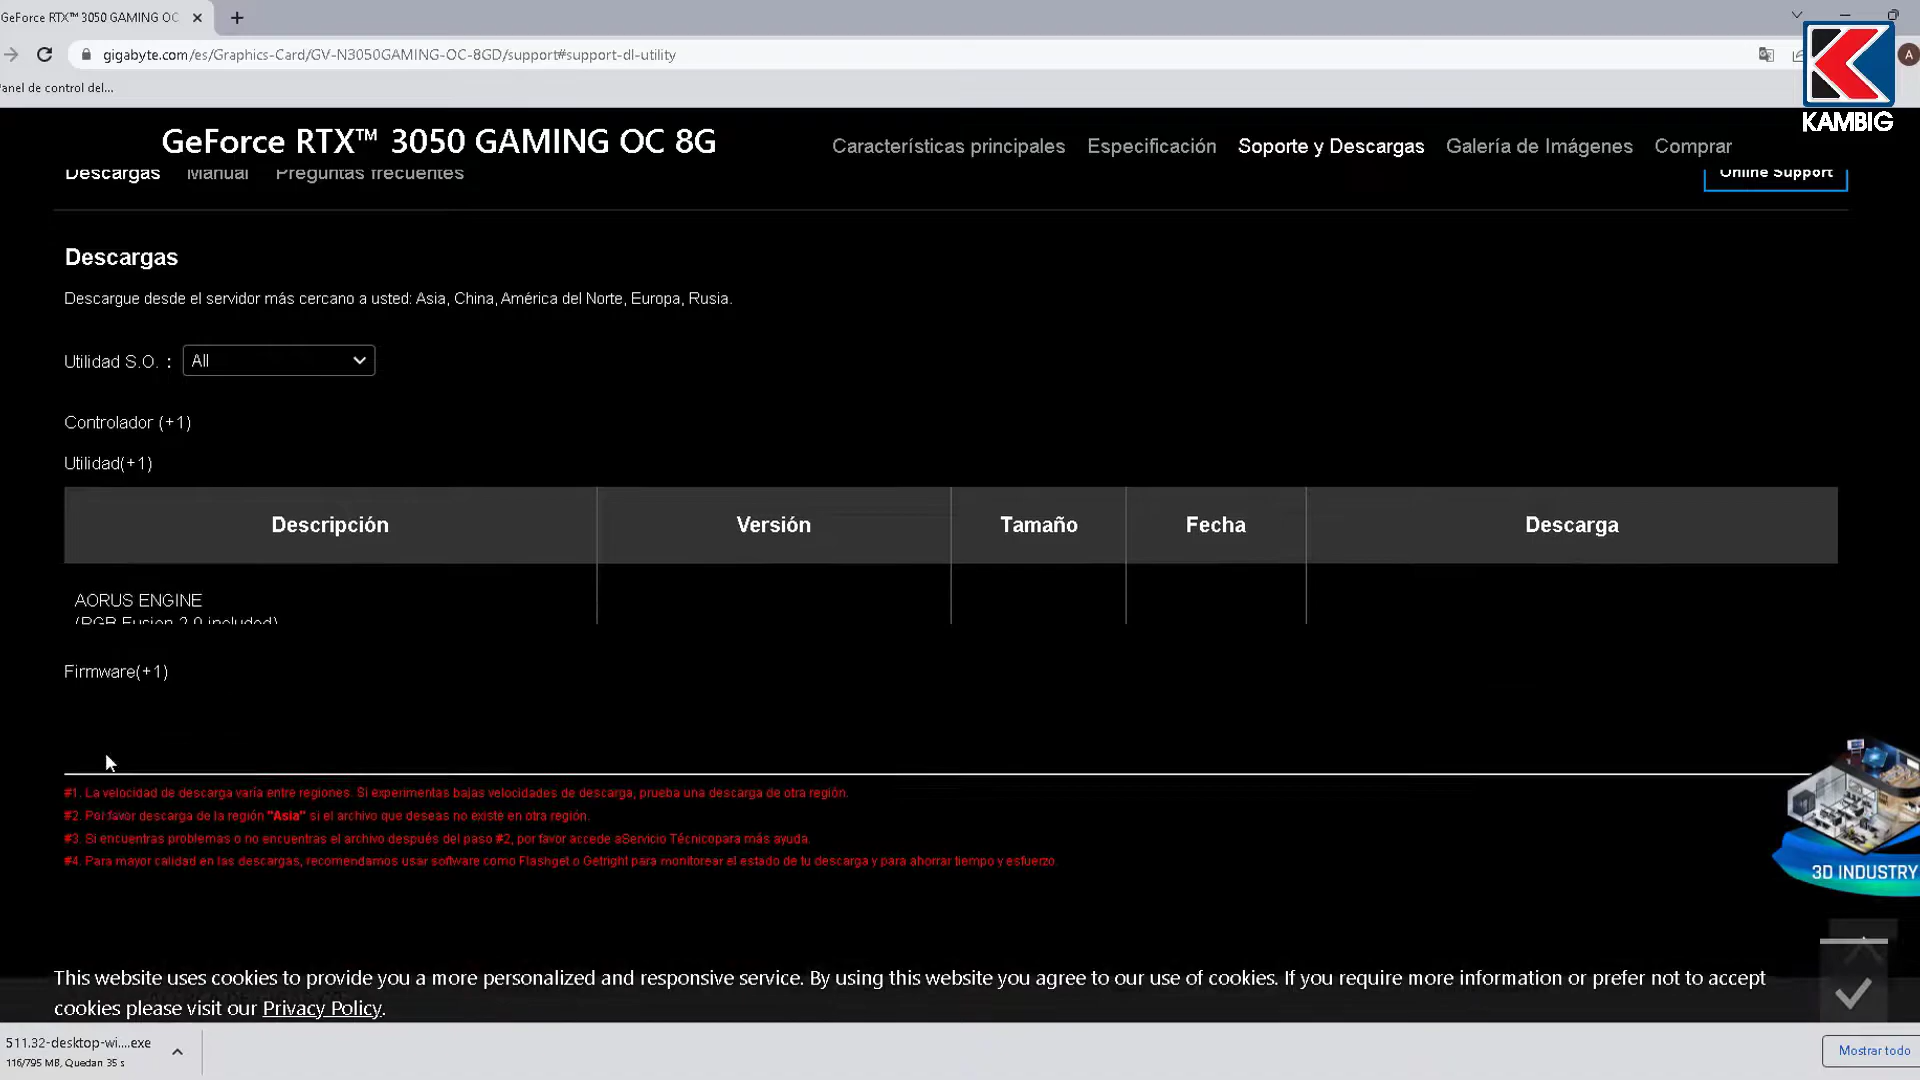 GeForce RTX™ 3050 GAMING OC
gigabyte.com/es/Graphics-Card/GV-N3050GAMING-OC-8GD/support#support-dl-utility
A
anel de control del...
KAMBIG
GeForce RTX™ 3050 GAMING OC 8G
Características principales Especificación Soporte y Descargas Galería de Imágenes Comprar
Descargas Manual Preguntas frecuentes Online Support
Descargas
Descargue desde el servidor más cercano a usted: Asia, China, América del Norte, Europa, Rusia.
Utilidad S.O. : All
Controlador (+1)
Utilidad(+1)
Descripción Versión Tamaño Fecha Descarga
AORUS ENGINE
(RGB Fusion 2.0 included)
Firmware(+1)
#1. La velocidad de descarga varía entre regiones. Si experimentas bajas velocidades de descarga, prueba una descarga de otra región.
#2. Por favor descarga de la región "Asia" si el archivo que deseas no existe en otra región.
#3. Si encuentras problemas o no encuentras el archivo después del paso #2, por favor accede aServicio Técnicopara más ayuda.
#4. Para mayor calidad en las descargas, recomendamos usar software como Flashget o Getright para monitorear el estado de tu descarga y para ahorrar tiempo y esfuerzo.
3D INDUSTRY
This website uses cookies to provide you a more personalized and responsive service. By using this website you agree to our use of cookies. If you require more information or prefer not to accept
cookies please visit our Privacy Policy.
511.32-desktop-wi....exe
116/795 MB, Quedan 35 s
Mostrar todo